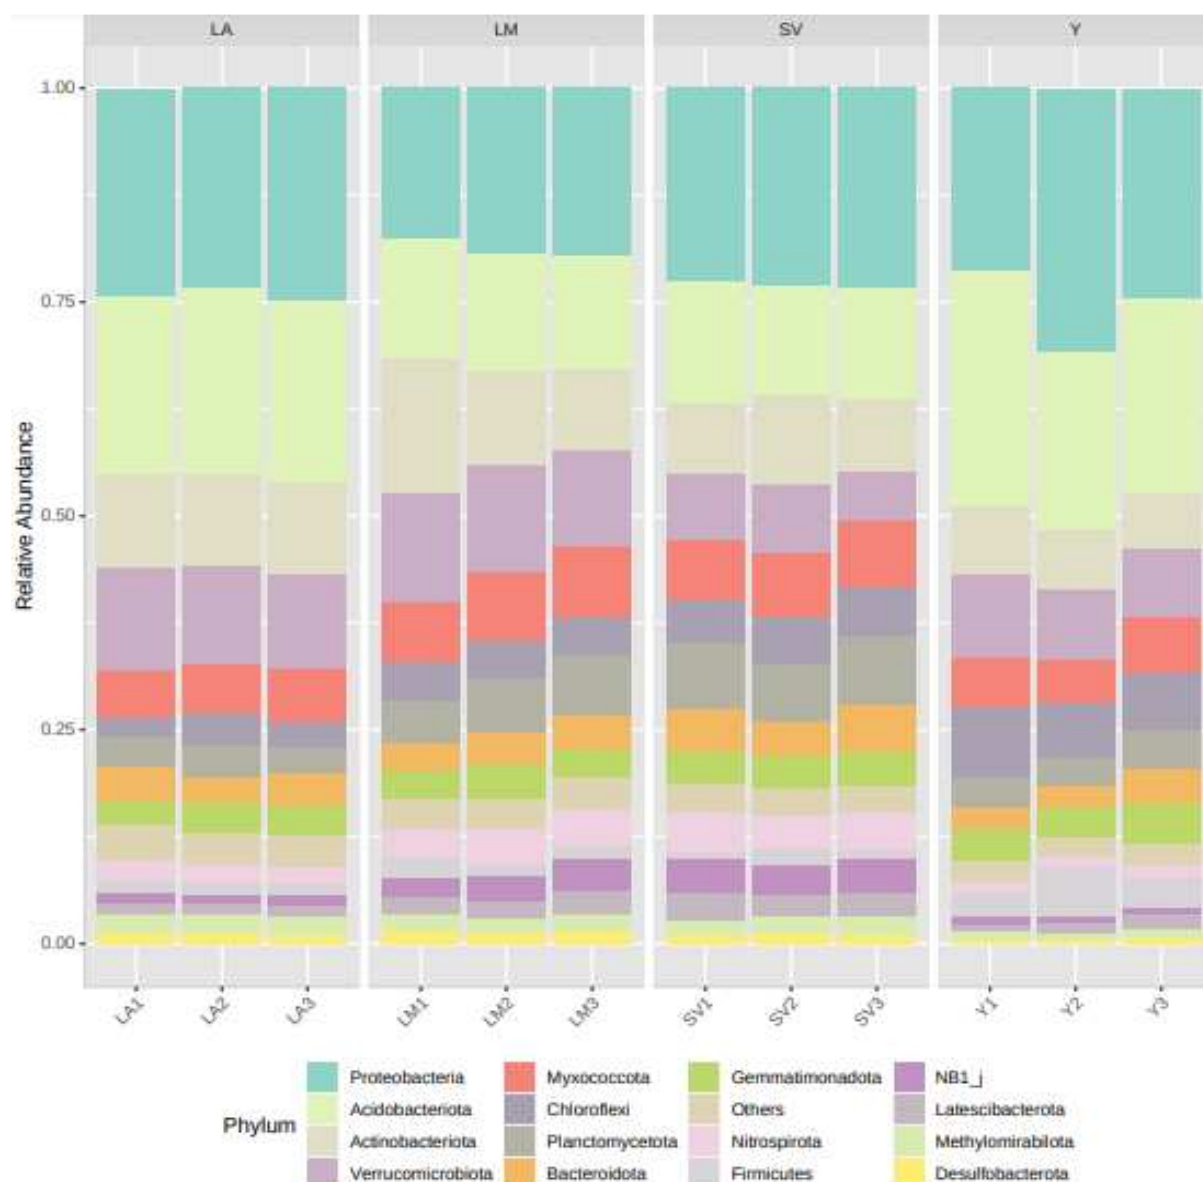 LA LM SV Y
1.00
0.75
0.50
0.25
0.00
Relative Abundance
LA1 LA2 LA3 LM1 LM2 LM3 SV1 SV2 SV3 Y1 Y2 Y3
Phylum
Proteobacteria Myxococcota Gemmatimonadota NB1_j
Acidobacteriota Chloroflexi Others Latescibacterota
Actinobacteriota Planctomycetota Nitrospirota Methylomirabilota
Verrucomicrobiota Bacteroidota Firmicutes Desulfobacterota